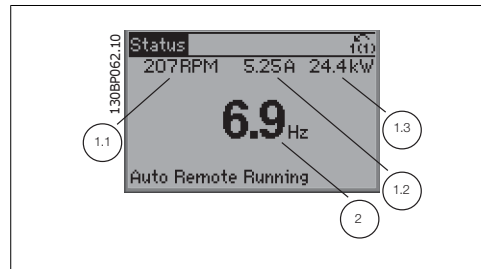 130BP062.10
Status
1(1)
207RPM 5.25A 24.4kW
6.9Hz
Auto Remote Running
1.1
1.3
1.2
2